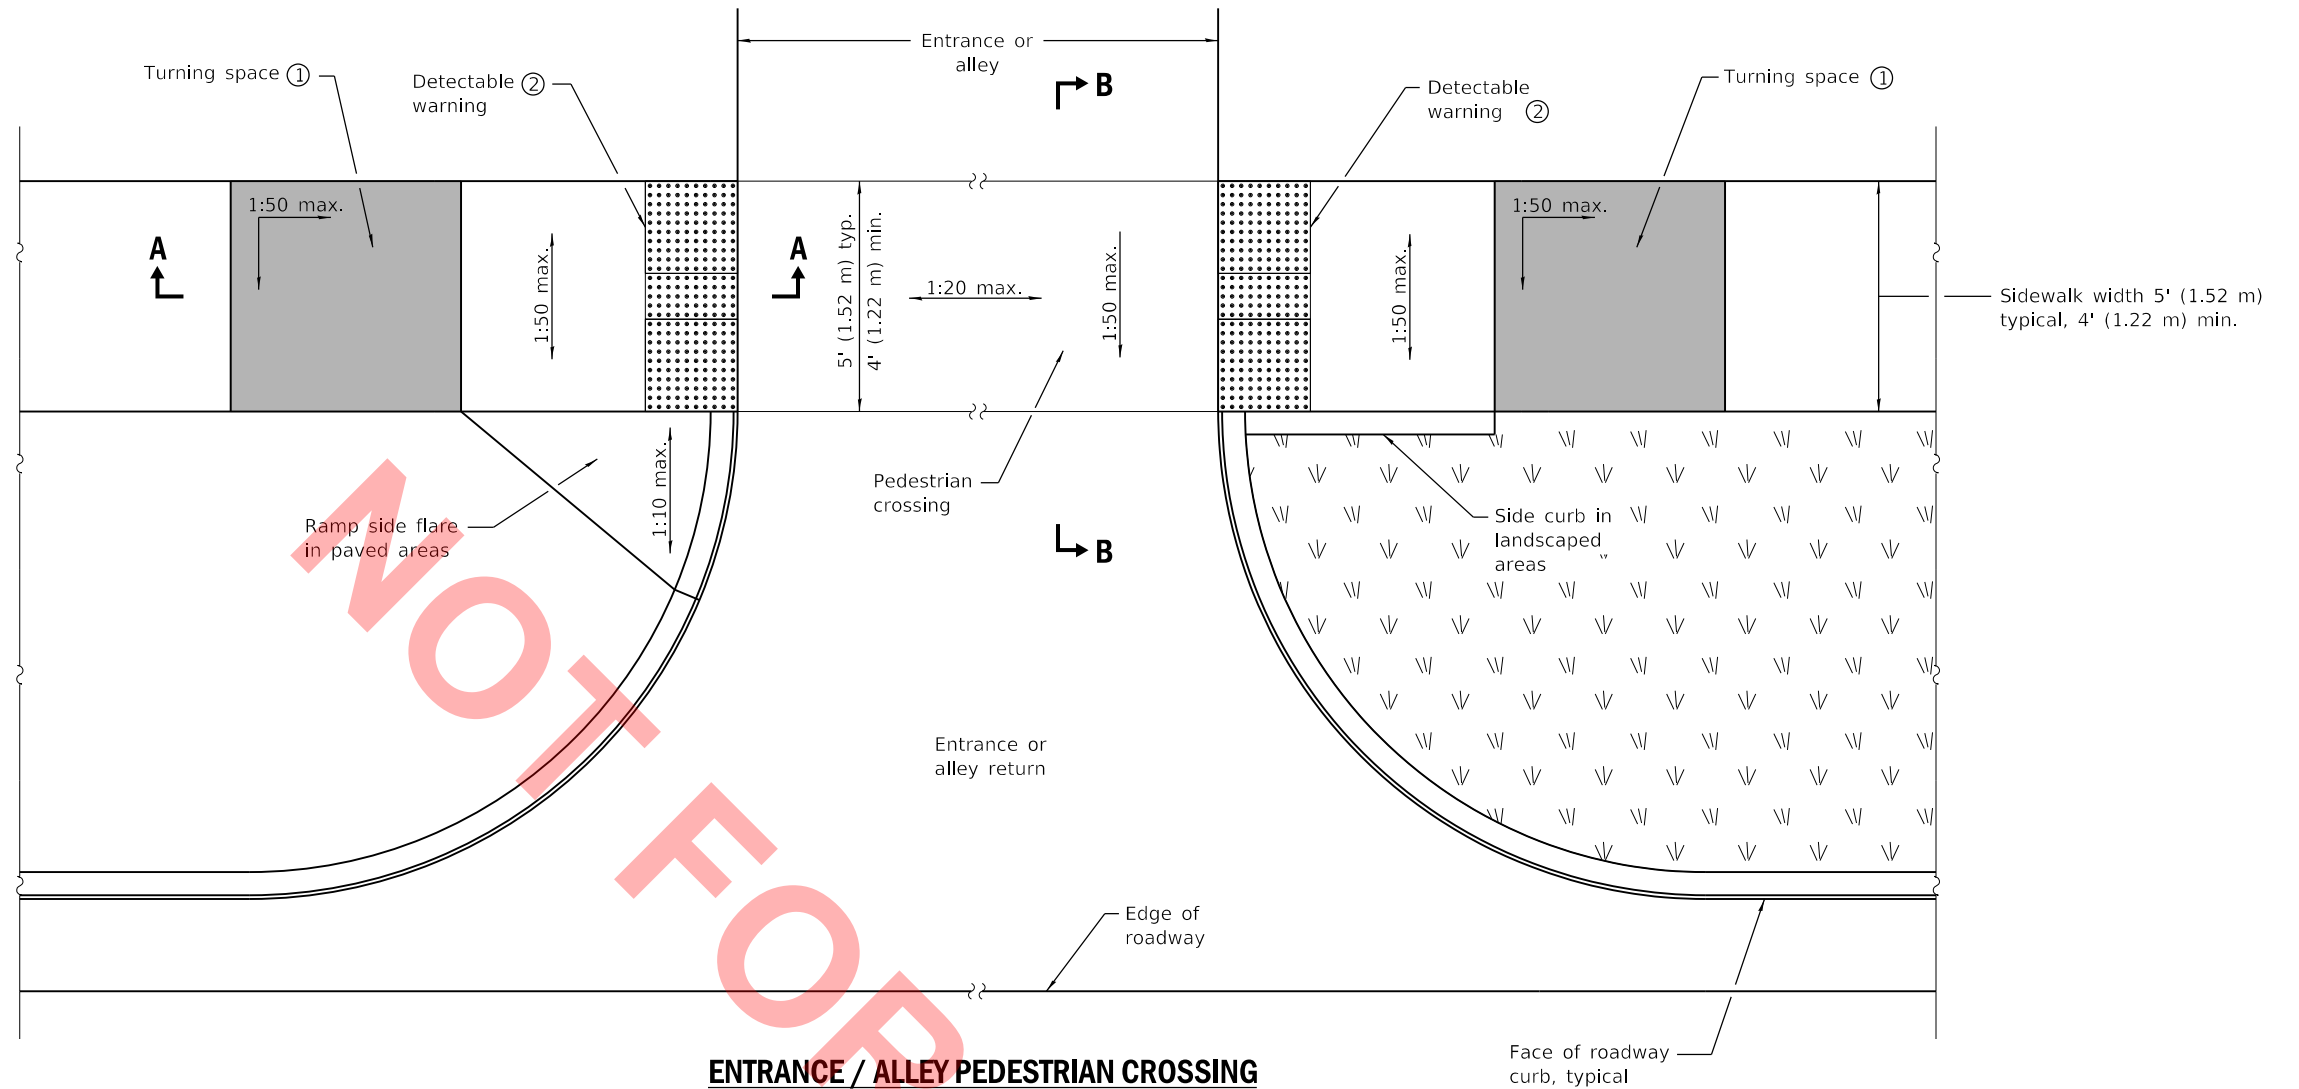 Entrance or
alley
Turning space ①
Detectable ②
warning
B
Detectable
warning ②
Turning space ①
1:50 max.
A
1:50 max.
A
5' (1.52 m) typ.
4' (1.22 m) min.
1:20 max.
1:50 max.
1:50 max.
1:50 max.
Sidewalk width 5' (1.52 m)
typical, 4' (1.22 m) min.
Ramp side flare
in paved areas
1:10 max.
Pedestrian
crossing
B
Side curb in
landscaped
areas
Entrance or
alley return
Edge of
roadway
Face of roadway
curb, typical
NOT FOR
ENTRANCE / ALLEY PEDESTRIAN CROSSING